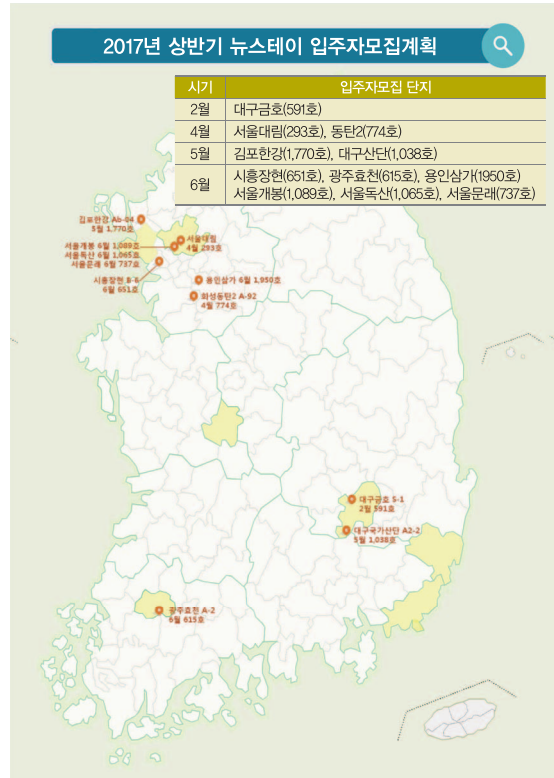 2017년 상반기 뉴스테이 입주자모집계획
시기 입주자모집 단지
2월 대구금호(591호)
4월 서울대림(293호), 동탄2(774호)
5월 김포한강(1,770호), 대구산단(1,038호)
6월 시흥장현(651호), 광주효천(615호), 용인삼가(1950호)
서울개봉(1,089호), 서울독산(1,065호), 서울문래(737호)
김포한강 Ab-04
5월 1,770호
서울개봉 6월 1,089호
서울독산 6월 1,065호
서울문래 6월 737호
서울대림
4월 293호
시흥장현 B-6
6월 651호
용인삼가 6월 1,950호
화성동탄2 A-92
4월 774호
대구금호 S-1
2월 591호
대구국가산단 A2-2
5월 1,038호
광주효천 A-2
6월 615호